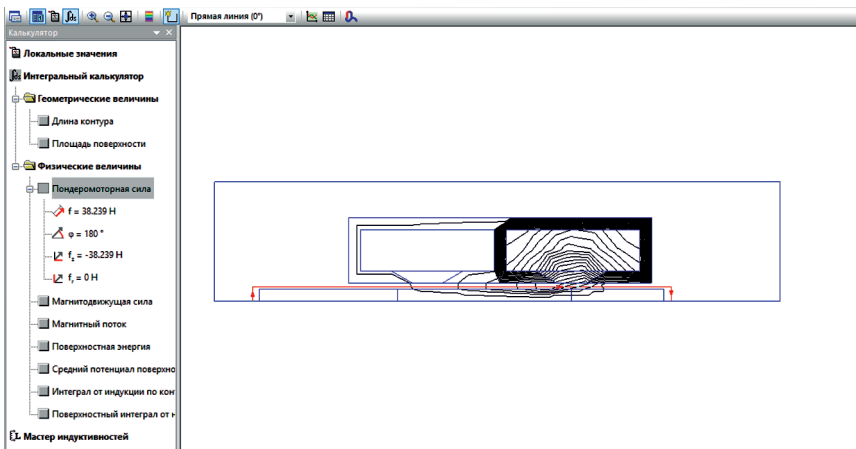 Прямая линия (0°)
Калькулятор
Локальные значения
Интегральный калькулятор
Геометрические величины
Длина контура
Площадь поверхности
Физические величины
Пондеромоторная сила
f = 38.239 Н
φ = 180 °
fz = -38.239 Н
fr = 0 Н
Магнитодвижущая сила
Магнитный поток
Поверхностная энергия
Средний потенциал поверхно
Интеграл от индукции по кон
Поверхностный интеграл от н
Мастер индуктивностей